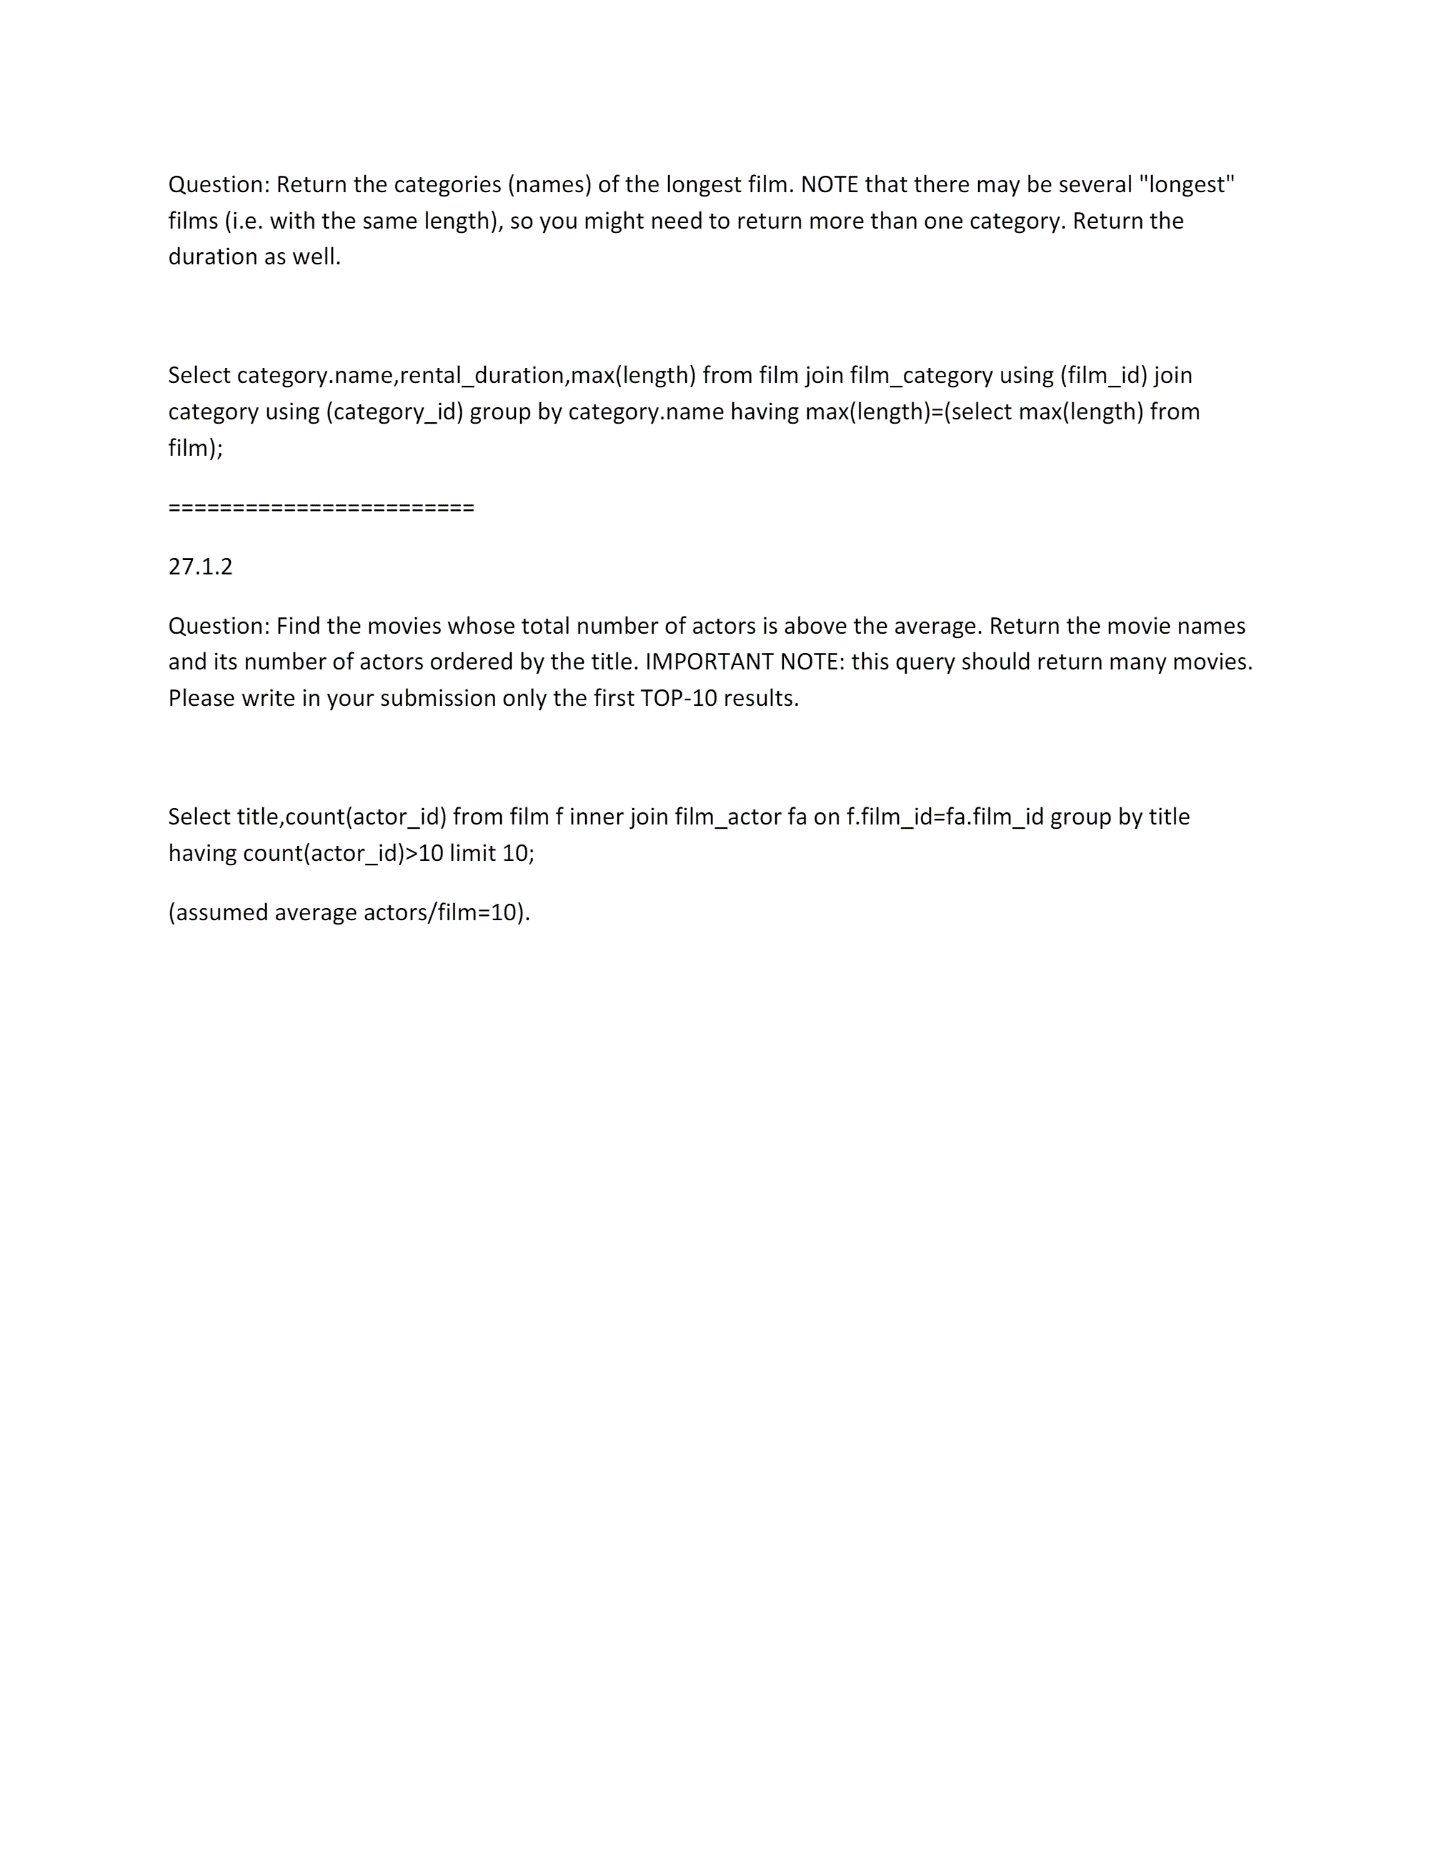 Question: Return the categories (names) of the longest film. NOTE that there may be several "longest"
films (i.e. with the same length), so you might need to return more than one category. Return the
duration as well.
Select category.name,rental_duration,max(length) from film join film_category using (film_id) join
category using (category_id) group by category.name having max(length)=(select max(length) from
film);
========================
27.1.2
Question: Find the movies whose total number of actors is above the average. Return the movie names
and its number of actors ordered by the title. IMPORTANT NOTE: this query should return many movies.
Please write in your submission only the first TOP-10 results.
Select title,count(actor_id) from film f inner join film_actor fa on f.film_id=fa.film_id group by title
having count(actor_id)>10 limit 10;
(assumed average actors/film=10).